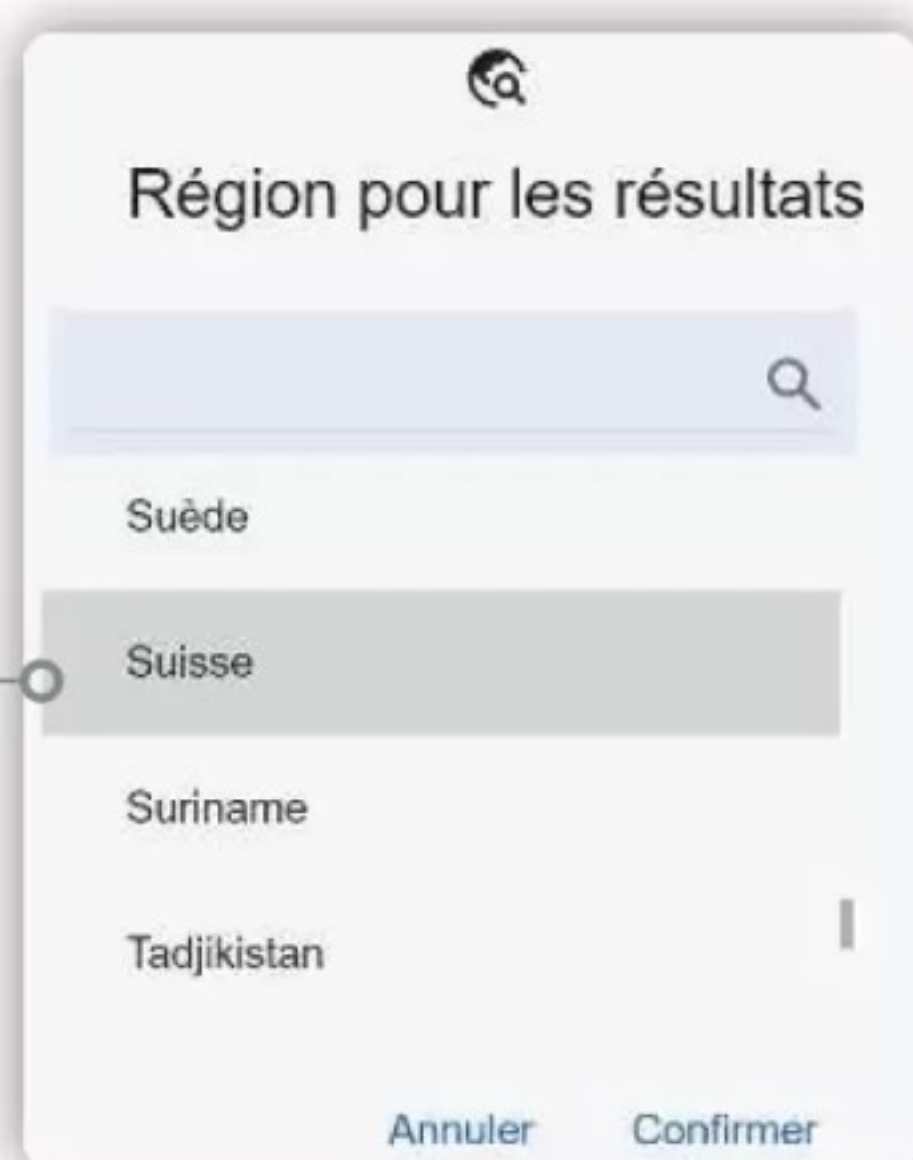 Région pour les résultats
Suède
Suisse
Suriname
Tadjikistan
Annuler Confirmer